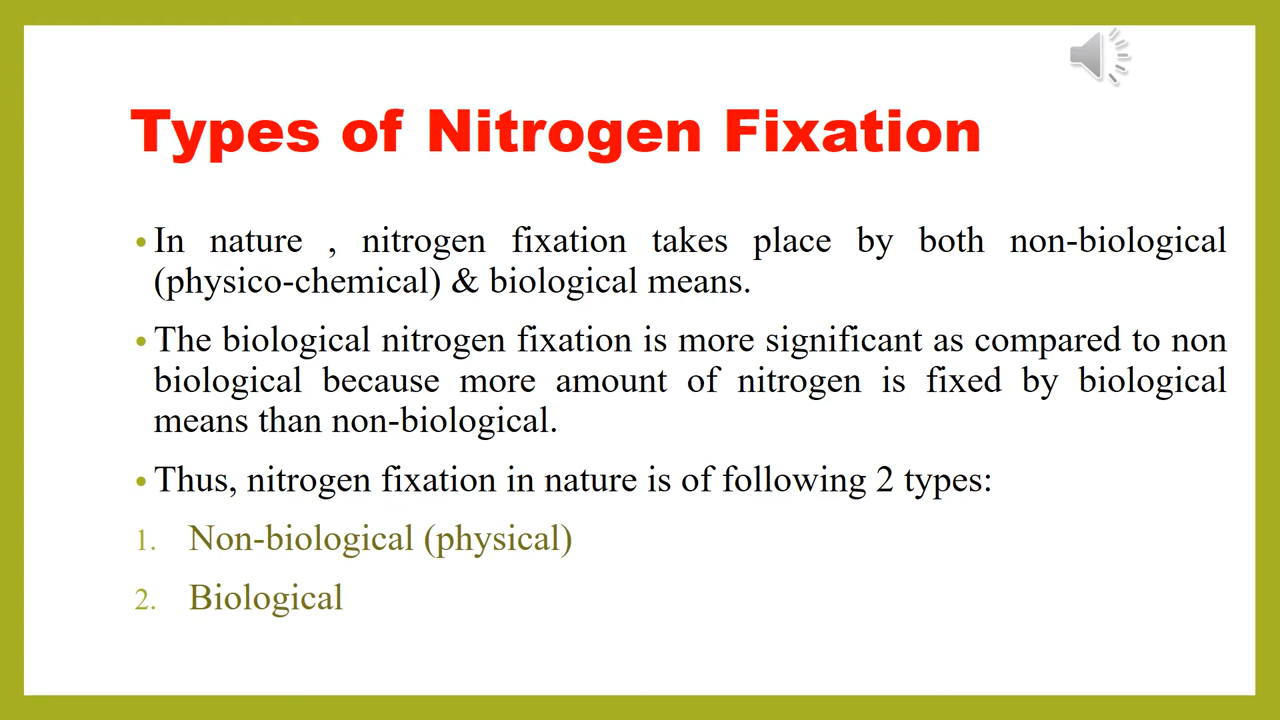 Types of Nitrogen Fixation
• In nature , nitrogen fixation takes place by both non-biological
(physico-chemical) & biological means.
• The biological nitrogen fixation is more significant as compared to non
biological because more amount of nitrogen is fixed by biological
means than non-biological.
• Thus, nitrogen fixation in nature is of following 2 types:
1. Non-biological (physical)
2. Biological